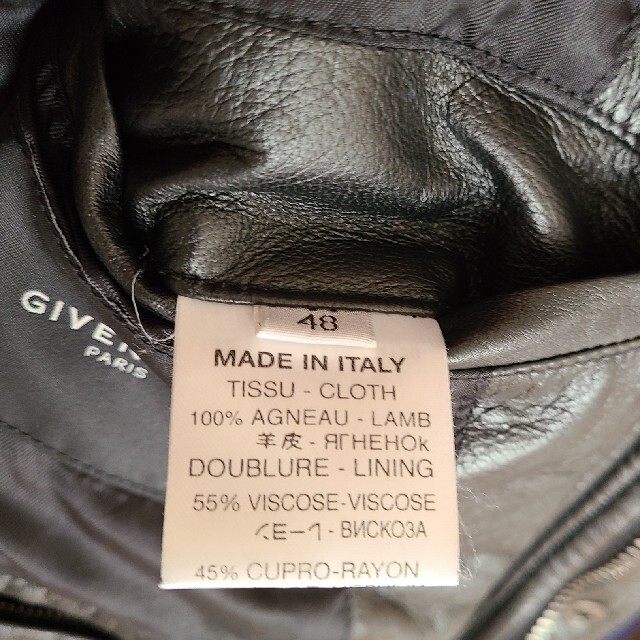 GIVEN
PARIS
48
MADE IN ITALY
TISSU - CLOTH
100% AGNEAU - LAMB
羊皮 - ЯГНЕНОк
DOUBLURE - LINING
55% VISCOSE-VISCOSE
- ВИСКОЗА
45% CUPRO-RAYON